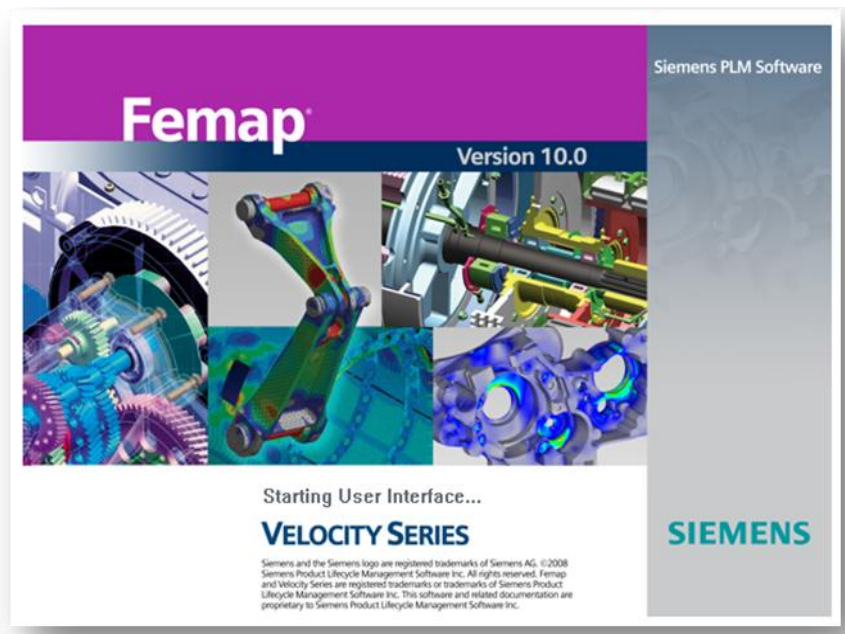 Siemens PLM Software
Femap®
Version 10.0
Starting User Interface...
VELOCITY SERIES
SIEMENS
Siemens and the Siemens logo are registered trademarks of Siemens AG. ©2008
Siemens Product Lifecycle Management Software Inc. All rights reserved. Femap
and Velocity Series are registered trademarks or trademarks of Siemens Product
Lifecycle Management Software Inc. This software and related documentation are
proprietary to Siemens Product Lifecycle Management Software Inc.